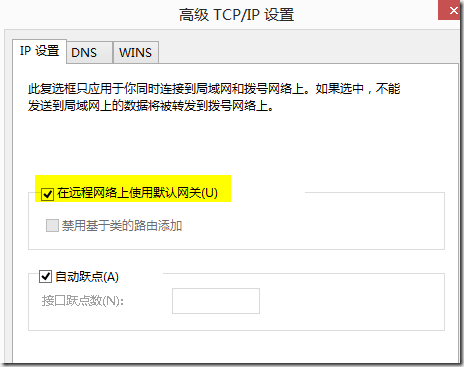 高级 TCP/IP 设置
IP 设置 DNS WINS
此复选框只应用于你同时连接到局域网和拨号网络上。如果选中，不能
发送到局域网上的数据将被转发到拨号网络上。
在远程网络上使用默认网关(U)
禁用基于类的路由添加
自动跃点(A)
接口跃点数(N):